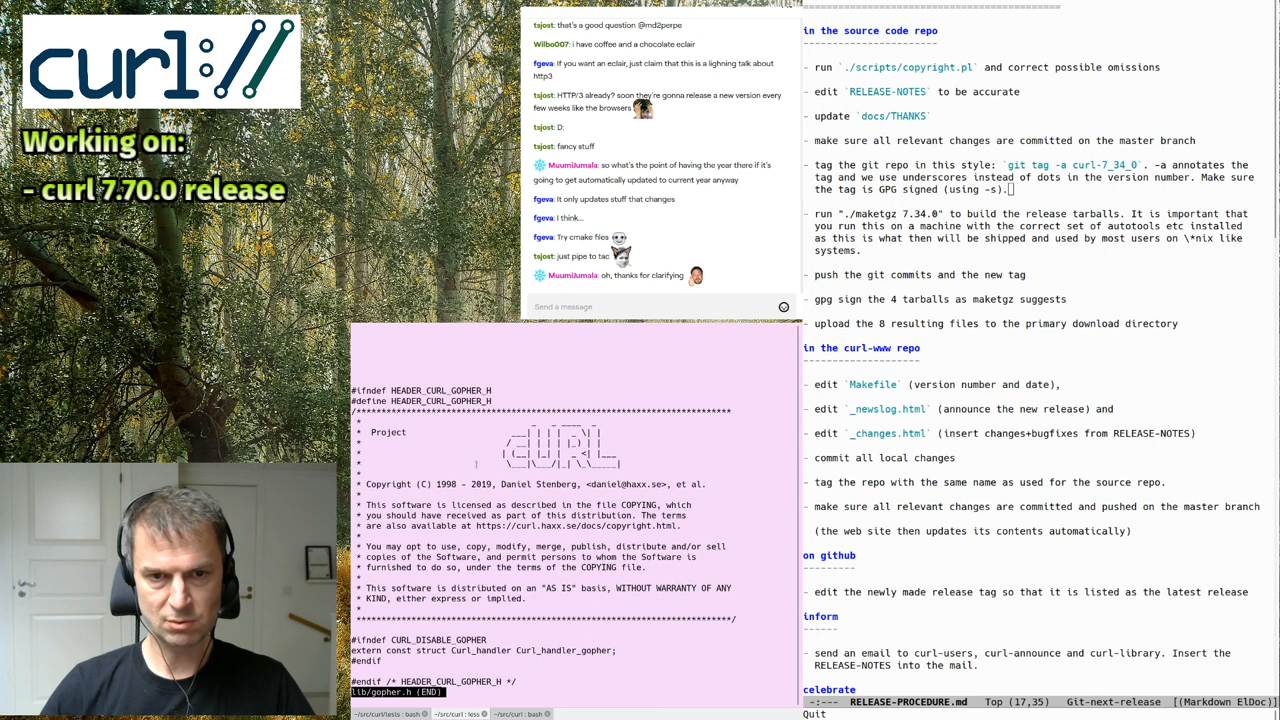 curl://
Working on:
curl 7.70.0 release
tsjost: that's a good question @md2perpe
Wilbo007: i have coffee and a chocolate eclair
fgeva: If you want an eclair, just claim that this is a lighning talk about
http3
tsjost: HTTP/3 already? soon they're gonna release a new version every
few weeks like the browsers
tsjost: D:
tsjost: fancy stuff
MuumiJumala: so what's the point of having the year there if it's
going to get automatically updated to current year anyway
fgeva: It only updates stuff that changes
fgeva: I think...
fgeva: Try cmake files
tsjost: just pipe to tac
MuumiJumala: oh, thanks for clarifying
Send a message
#ifndef HEADER_CURL_GOPHER_H
#define HEADER_CURL_GOPHER_H
/***************************************************************************
*                                  _   _ ____  _
*  Project                     ___| | | |  _ \| |
*                             / __| | | | |_) | |
*                            | (__| |_| |  _ <| |___
*                             \___|\___/|_| \_\_____|
*
* Copyright (C) 1998 - 2019, Daniel Stenberg, <daniel@haxx.se>, et al.
*
* This software is licensed as described in the file COPYING, which
* you should have received as part of this distribution. The terms
* are also available at https://curl.haxx.se/docs/copyright.html.
*
* You may opt to use, copy, modify, merge, publish, distribute and/or sell
* copies of the Software, and permit persons to whom the Software is
* furnished to do so, under the terms of the COPYING file.
*
* This software is distributed on an "AS IS" basis, WITHOUT WARRANTY OF ANY
* KIND, either express or implied.
*
***************************************************************************/
#ifndef CURL_DISABLE_GOPHER
extern const struct Curl_handler Curl_handler_gopher;
#endif
#endif /* HEADER_CURL_GOPHER_H */
lib/gopher.h (END)
~/src/curl/tests : bash
~/src/curl : less
~/src/curl : bash
===========================================
in the source code repo
-----------------------
- run `./scripts/copyright.pl` and correct possible omissions
- edit `RELEASE-NOTES` to be accurate
- update `docs/THANKS`
- make sure all relevant changes are committed on the master branch
- tag the git repo in this style: `git tag -a curl-7_34_0`. -a annotates the
tag and we use underscores instead of dots in the version number. Make sure
the tag is GPG signed (using -s).
- run "./maketgz 7.34.0" to build the release tarballs. It is important that
you run this on a machine with the correct set of autotools etc installed
as this is what then will be shipped and used by most users on \*nix like
systems.
- push the git commits and the new tag
- gpg sign the 4 tarballs as maketgz suggests
- upload the 8 resulting files to the primary download directory
in the curl-www repo
--------------------
- edit `Makefile` (version number and date),
- edit `_newslog.html` (announce the new release) and
- edit `_changes.html` (insert changes+bugfixes from RELEASE-NOTES)
- commit all local changes
- tag the repo with the same name as used for the source repo.
- make sure all relevant changes are committed and pushed on the master branch
(the web site then updates its contents automatically)
on github
---------
- edit the newly made release tag so that it is listed as the latest release
inform
------
- send an email to curl-users, curl-announce and curl-library. Insert the
RELEASE-NOTES into the mail.
celebrate
-:--- RELEASE-PROCEDURE.md Top (17,35) Git-next-release [(Markdown ElDoc)]
Quit